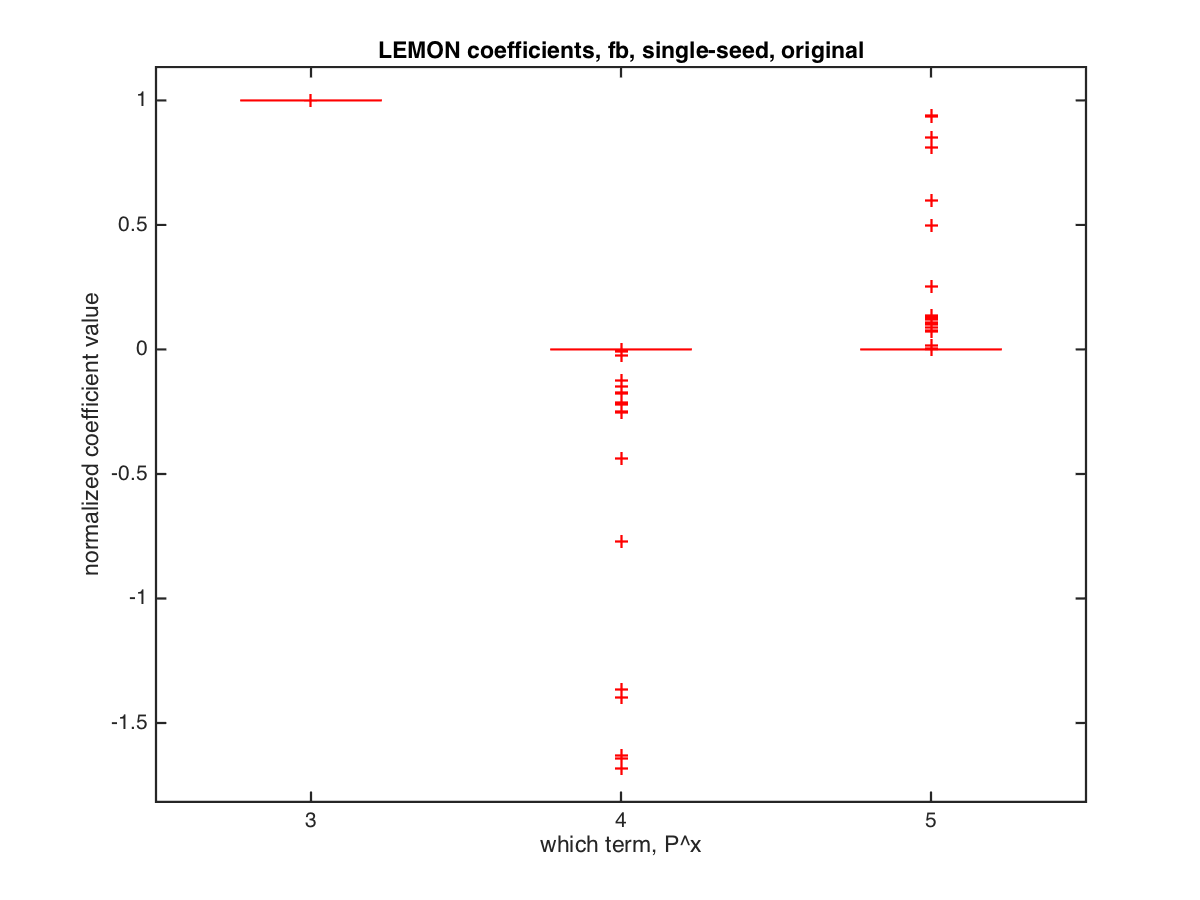 LEMON coefficients, fb, single-seed, original
1
0.5
0
-0.5
-1
-1.5
normalized coefficient value
3 4 5
which term, P^x